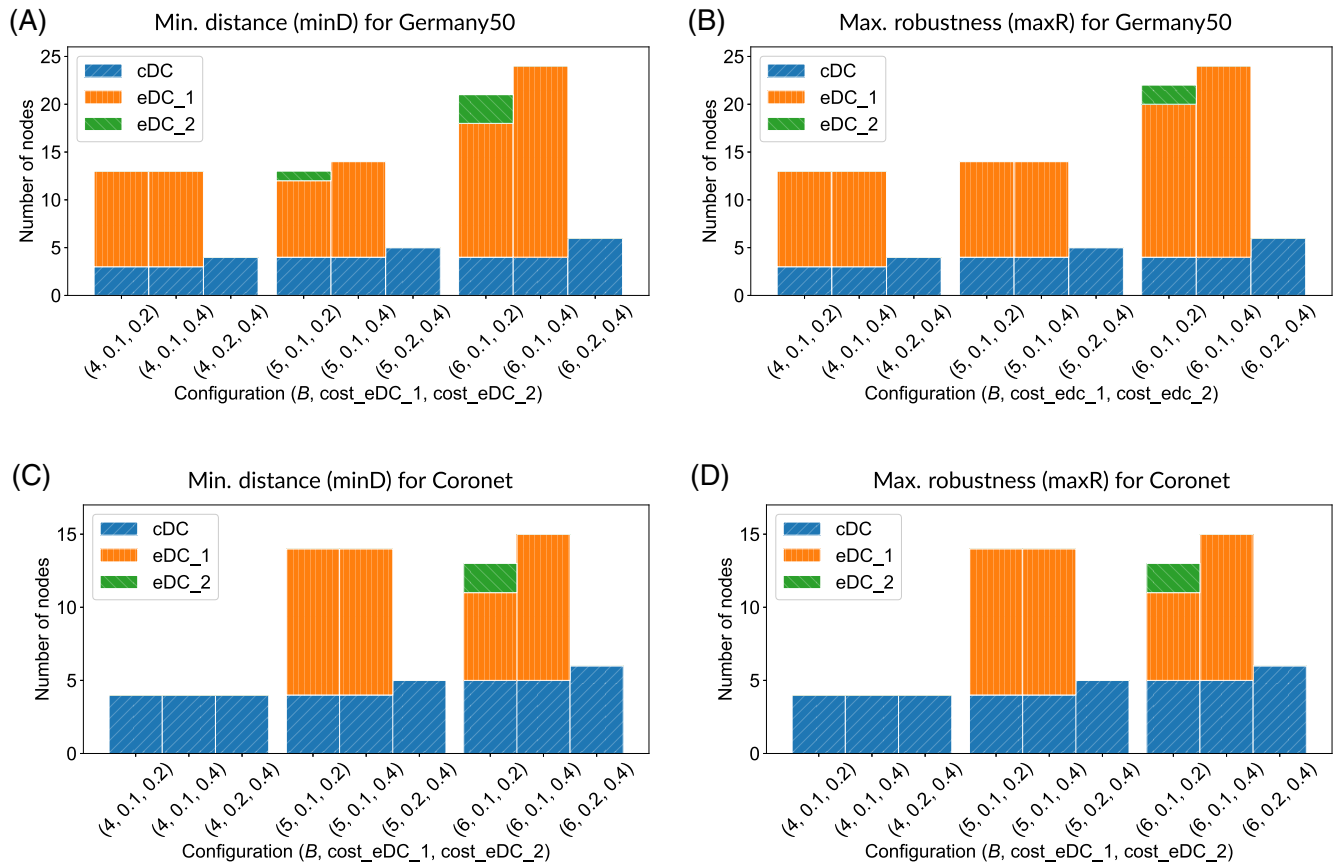 (A)
Min. distance (minD) for Germany50
Number of nodes
25
20
15
10
5
0
cDC
eDC_1
eDC_2
(4, 0.1, 0.2)
(4, 0.1, 0.4)
(4, 0.2, 0.4)
(5, 0.1, 0.2)
(5, 0.1, 0.4)
(5, 0.2, 0.4)
(6, 0.1, 0.2)
(6, 0.1, 0.4)
(6, 0.2, 0.4)
Configuration (B, cost_eDC_1, cost_eDC_2)
(B)
Max. robustness (maxR) for Germany50
Number of nodes
25
20
15
10
5
0
cDC
eDC_1
eDC_2
(4, 0.1, 0.2)
(4, 0.1, 0.4)
(4, 0.2, 0.4)
(5, 0.1, 0.2)
(5, 0.1, 0.4)
(5, 0.2, 0.4)
(6, 0.1, 0.2)
(6, 0.1, 0.4)
(6, 0.2, 0.4)
Configuration (B, cost_edc_1, cost_edc_2)
(C)
Min. distance (minD) for Coronet
Number of nodes
15
10
5
0
cDC
eDC_1
eDC_2
(4, 0.1, 0.2)
(4, 0.1, 0.4)
(4, 0.2, 0.4)
(5, 0.1, 0.2)
(5, 0.1, 0.4)
(5, 0.2, 0.4)
(6, 0.1, 0.2)
(6, 0.1, 0.4)
(6, 0.2, 0.4)
Configuration (B, cost_eDC_1, cost_eDC_2)
(D)
Max. robustness (maxR) for Coronet
Number of nodes
15
10
5
0
cDC
eDC_1
eDC_2
(4, 0.1, 0.2)
(4, 0.1, 0.4)
(4, 0.2, 0.4)
(5, 0.1, 0.2)
(5, 0.1, 0.4)
(5, 0.2, 0.4)
(6, 0.1, 0.2)
(6, 0.1, 0.4)
(6, 0.2, 0.4)
Configuration (B, cost_eDC_1, cost_eDC_2)